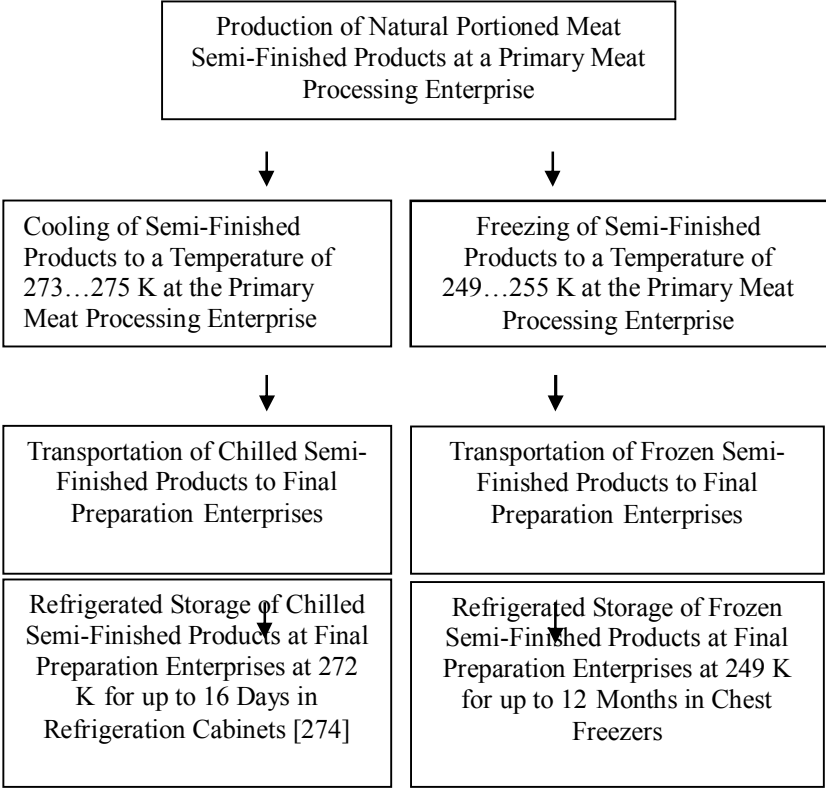 Production of Natural Portioned Meat
Semi-Finished Products at a Primary Meat
Processing Enterprise
Cooling of Semi-Finished
Products to a Temperature of
273…275 K at the Primary
Meat Processing Enterprise
Freezing of Semi-Finished
Products to a Temperature of
249…255 K at the Primary Meat
Processing Enterprise
Transportation of Chilled Semi-
Finished Products to Final
Preparation Enterprises
Transportation of Frozen Semi-
Finished Products to Final
Preparation Enterprises
Refrigerated Storage of Chilled
Semi-Finished Products at Final
Preparation Enterprises at 272
K for up to 16 Days in
Refrigeration Cabinets [274]
Refrigerated Storage of Frozen
Semi-Finished Products at Final
Preparation Enterprises at 249 K
for up to 12 Months in Chest
Freezers